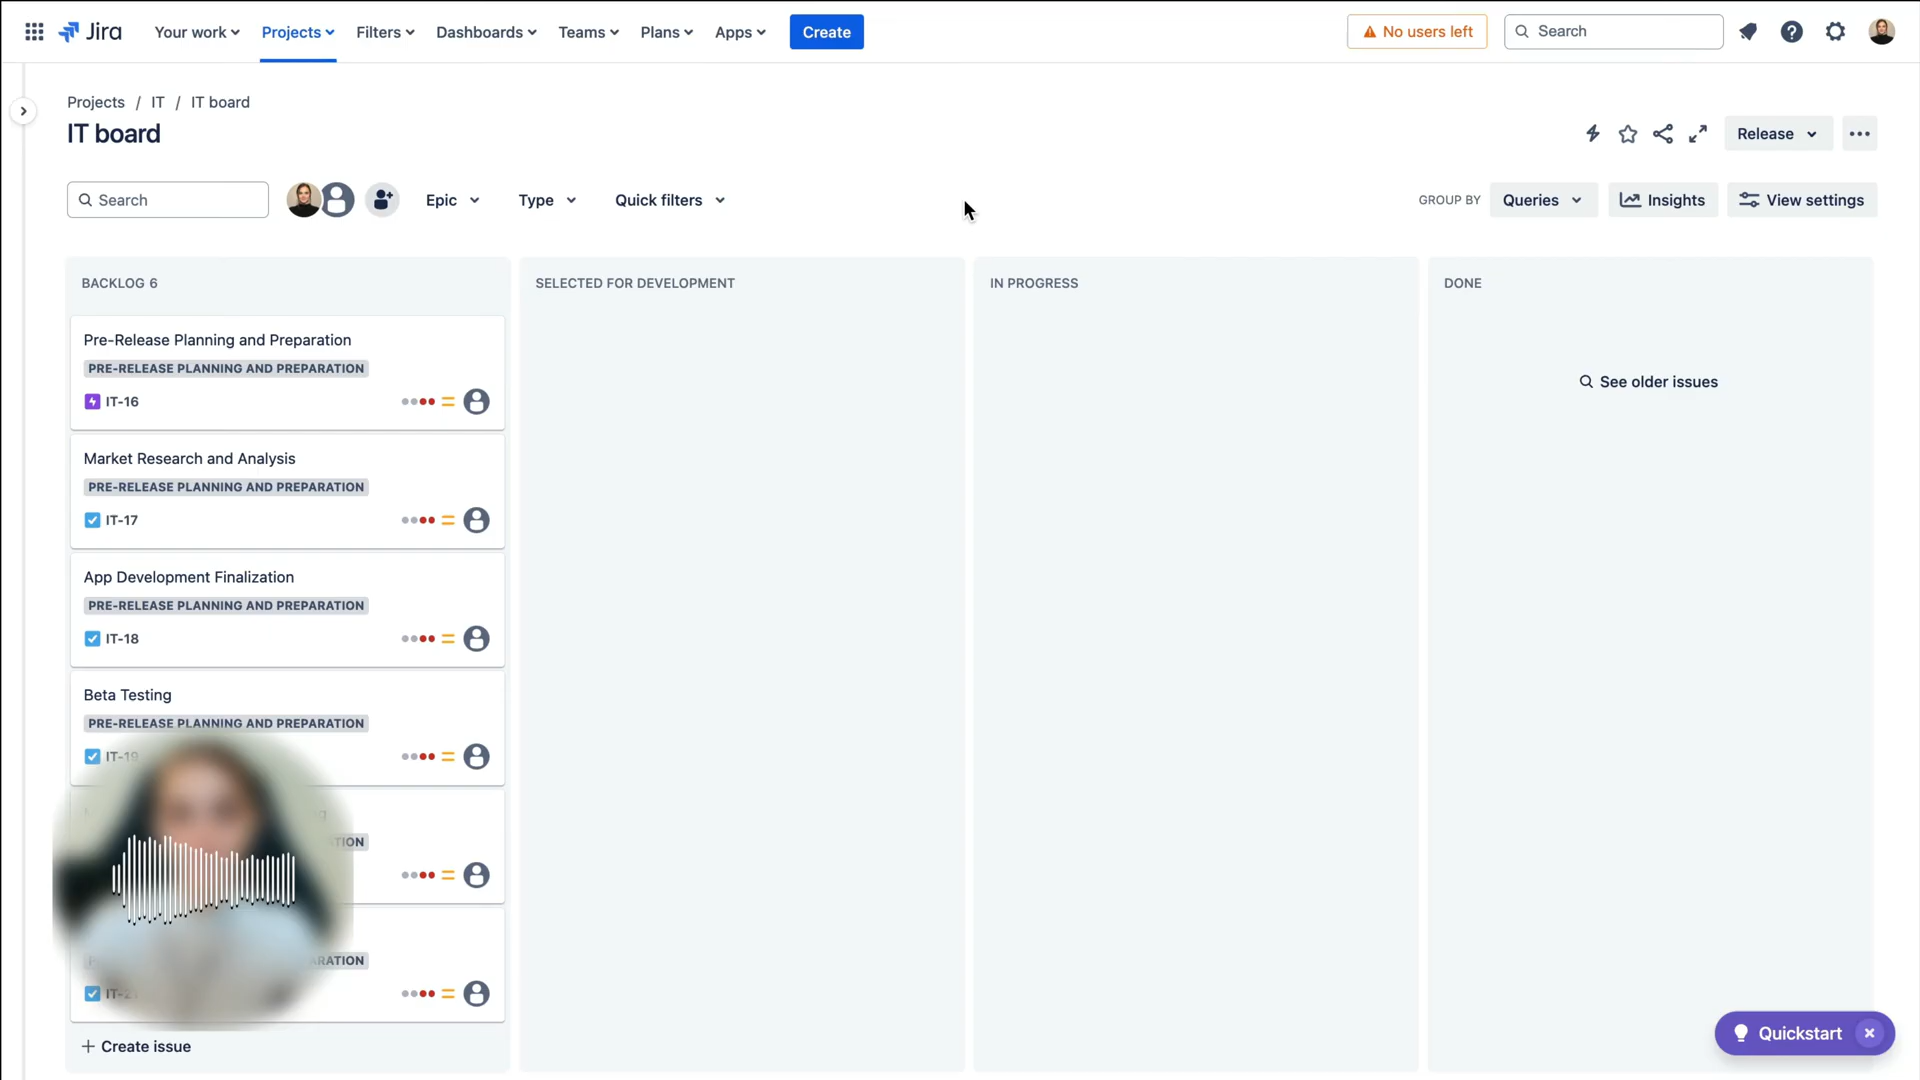 Jira Your work Projects Filters Dashboards Teams Plans Apps Create No users left Search
Projects / IT / IT board
IT board
Release
Search Epic Type Quick filters GROUP BY Queries Insights View settings
BACKLOG 6
Pre-Release Planning and Preparation
PRE-RELEASE PLANNING AND PREPARATION
IT-16
Market Research and Analysis
PRE-RELEASE PLANNING AND PREPARATION
IT-17
App Development Finalization
PRE-RELEASE PLANNING AND PREPARATION
IT-18
Beta Testing
PRE-RELEASE PLANNING AND PREPARATION
IT-19
Create issue
SELECTED FOR DEVELOPMENT
IN PROGRESS
DONE
See older issues
Quickstart